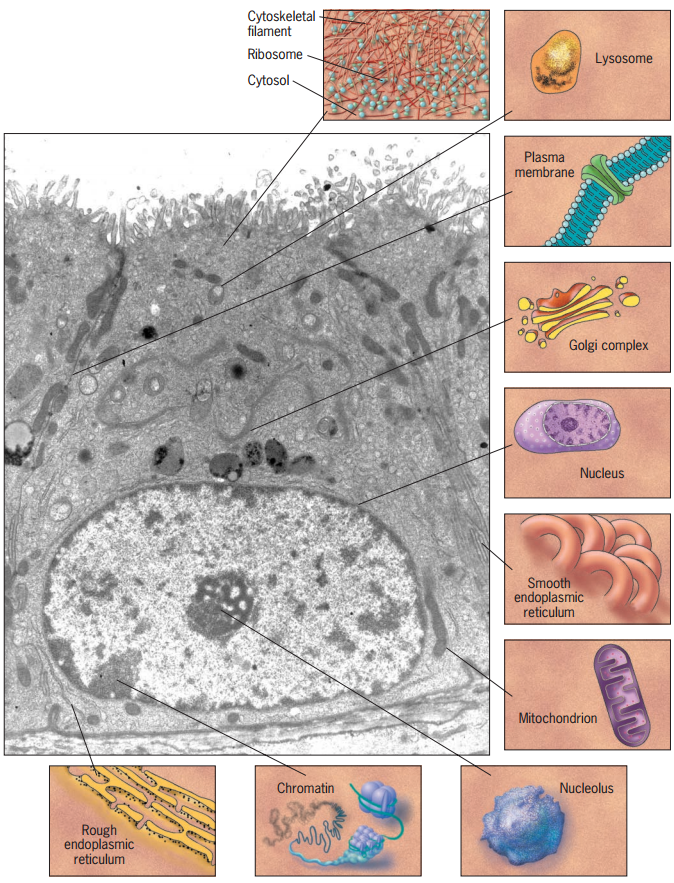 Cytoskeletal
filament
Ribosome
Cytosol
Lysosome
Plasma
membrane
Golgi complex
Nucleus
Smooth
endoplasmic
reticulum
Mitochondrion
Rough
endoplasmic
reticulum
Chromatin
Nucleolus